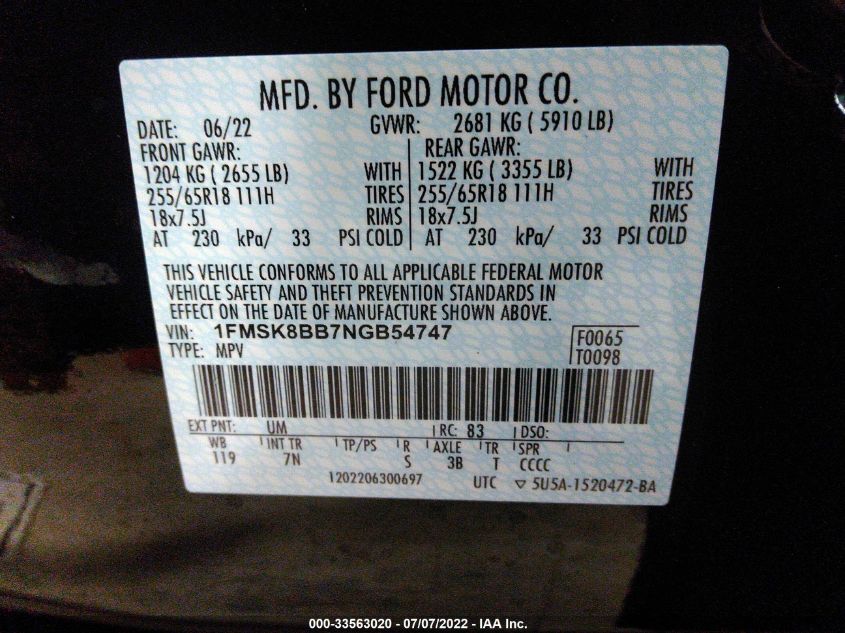 MFD. BY FORD MOTOR CO.
DATE: 06/22 GVWR: 2681 KG ( 5910 LB)
FRONT GAWR: REAR GAWR:
1204 KG ( 2655 LB) WITH 1522 KG ( 3355 LB) WITH
255/65R18 111H TIRES 255/65R18 111H TIRES
18x7.5J RIMS 18x7.5J RIMS
AT 230 kPa/ 33 PSI COLD AT 230 kPa/ 33 PSI COLD
THIS VEHICLE CONFORMS TO ALL APPLICABLE FEDERAL MOTOR
VEHICLE SAFETY AND THEFT PREVENTION STANDARDS IN
EFFECT ON THE DATE OF MANUFACTURE SHOWN ABOVE.
VIN: 1FMSK8BB7NGB54747 F0065
TYPE: MPV T0098
EXT PNT: UM RC: 83 DSO:
WB INT TR TP/PS R AXLE TR SPR
119 7N S 3B T CCCC
1202206300697 UTC ▽ 5U5A-1520472-BA
000-33563020 - 07/07/2022 - IAA Inc.